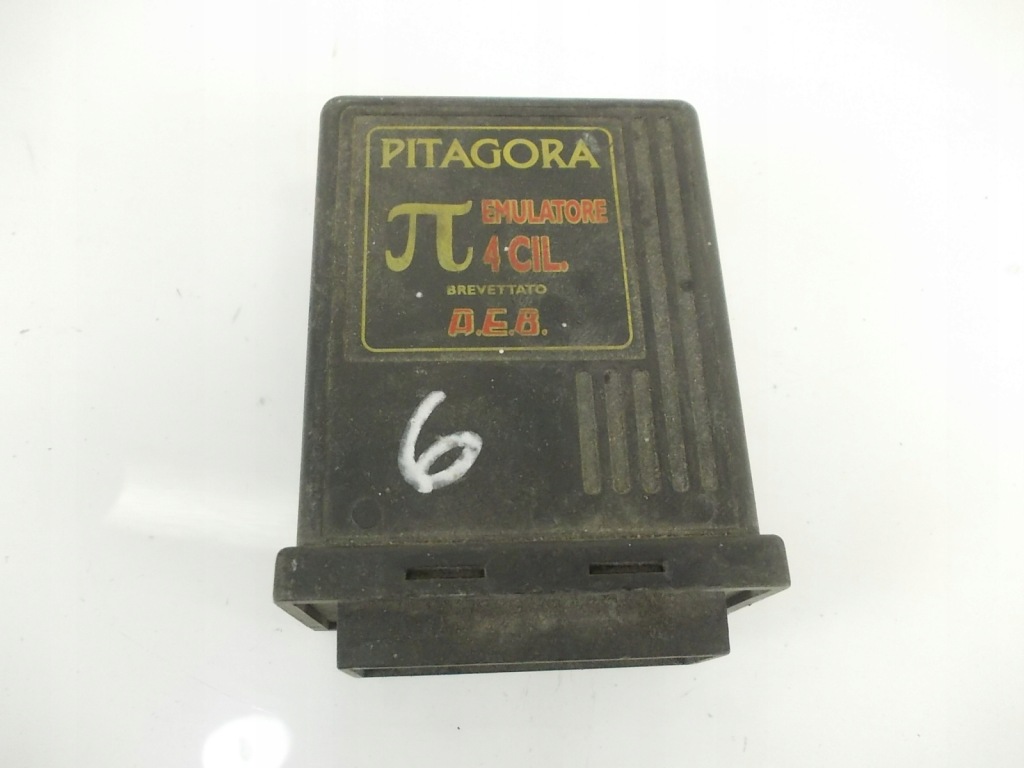 PITAGORA
π EMULATORE
4 CIL.
BREVETTATO
A.E.B.
6